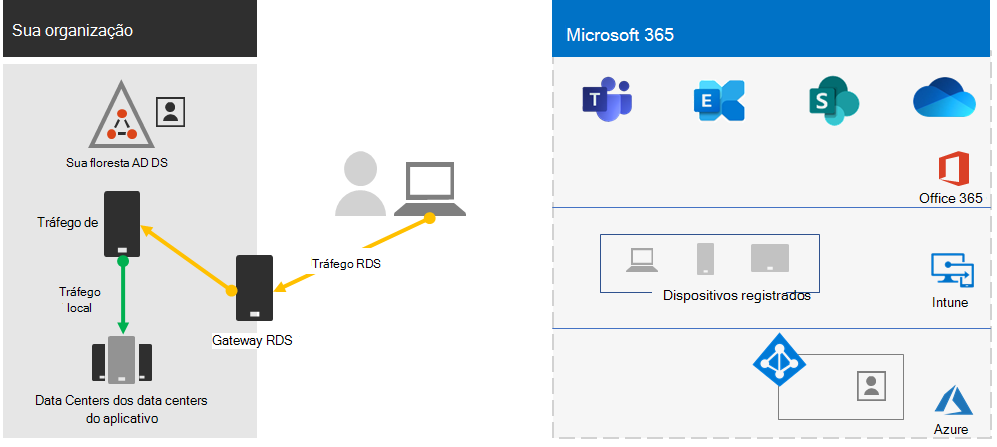 Sua organização
Sua floresta AD DS
Tráfego de
Tráfego
local
Data Centers dos data centers
do aplicativo
Gateway RDS
Tráfego RDS
Microsoft 365
T
E
S
Office 365
Dispositivos registrados
Intune
Azure